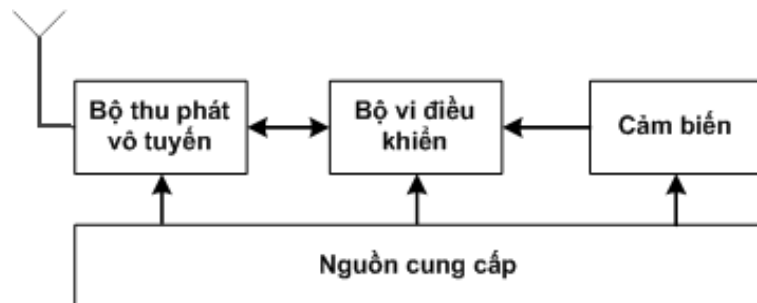 Bộ thu phát
vô tuyến
Bộ vi điều
khiển
Cảm biến
Nguồn cung cấp